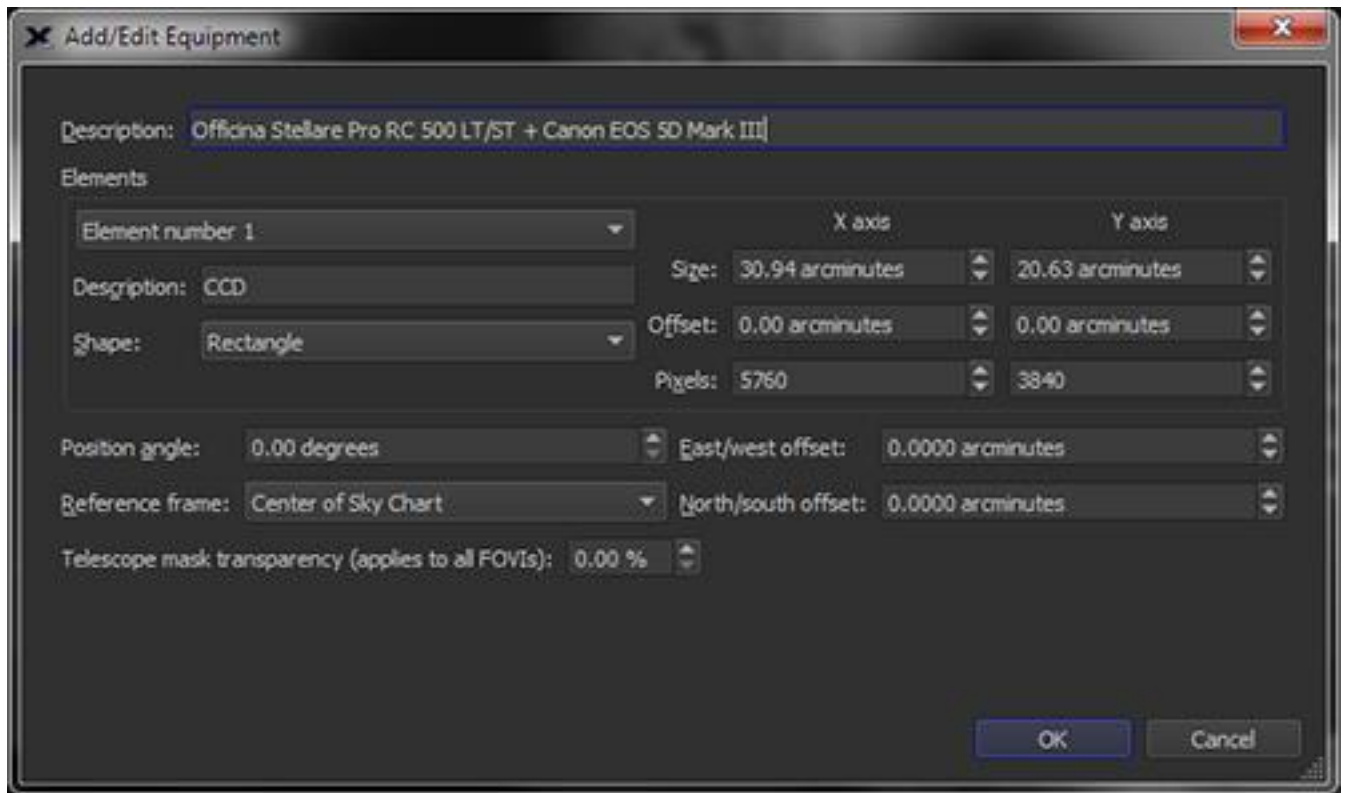 Add/Edit Equipment
Description: Officina Stellare Pro RC 500 LT/ST + Canon EOS 5D Mark III
Elements
Element number 1
X axis Y axis
Size: 30.94 arcminutes 20.63 arcminutes
Description: CCD
Offset: 0.00 arcminutes 0.00 arcminutes
Shape: Rectangle
Pixels: 5760 3840
Position angle: 0.00 degrees East/west offset: 0.0000 arcminutes
Reference frame: Center of Sky Chart North/south offset: 0.0000 arcminutes
Telescope mask transparency (applies to all FOVIs): 0.00 %
OK Cancel